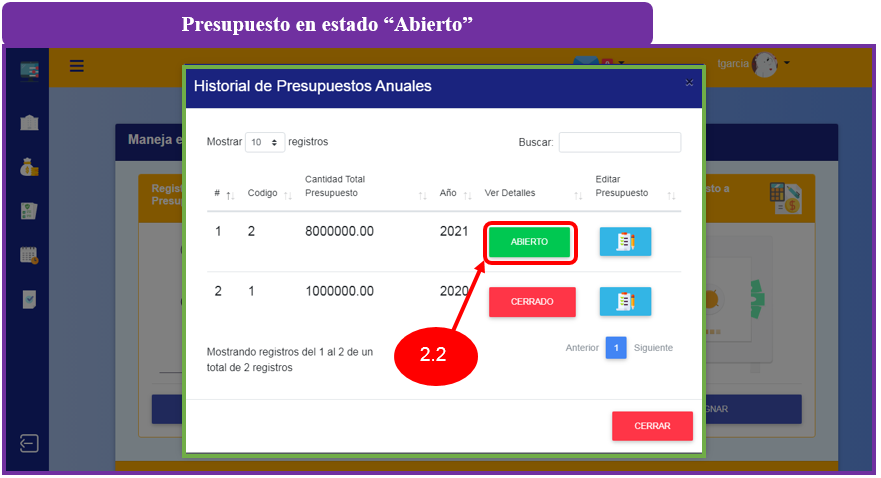 Presupuesto en estado “Abierto”
lgarcia
Historial de Presupuestos Anuales
×
Maneja e
Mostrar 10 registros
Buscar:
Regist
Presup
sto a
# Codigo Cantidad Total Presupuesto Año Ver Detalles Editar Presupuesto
1 2 8000000.00 2021 ABIERTO
2 1 1000000.00 2020 CERRADO
2.2
Mostrando registros del 1 al 2 de un
total de 2 registros
Anterior 1 Siguiente
GNAR
CERRAR